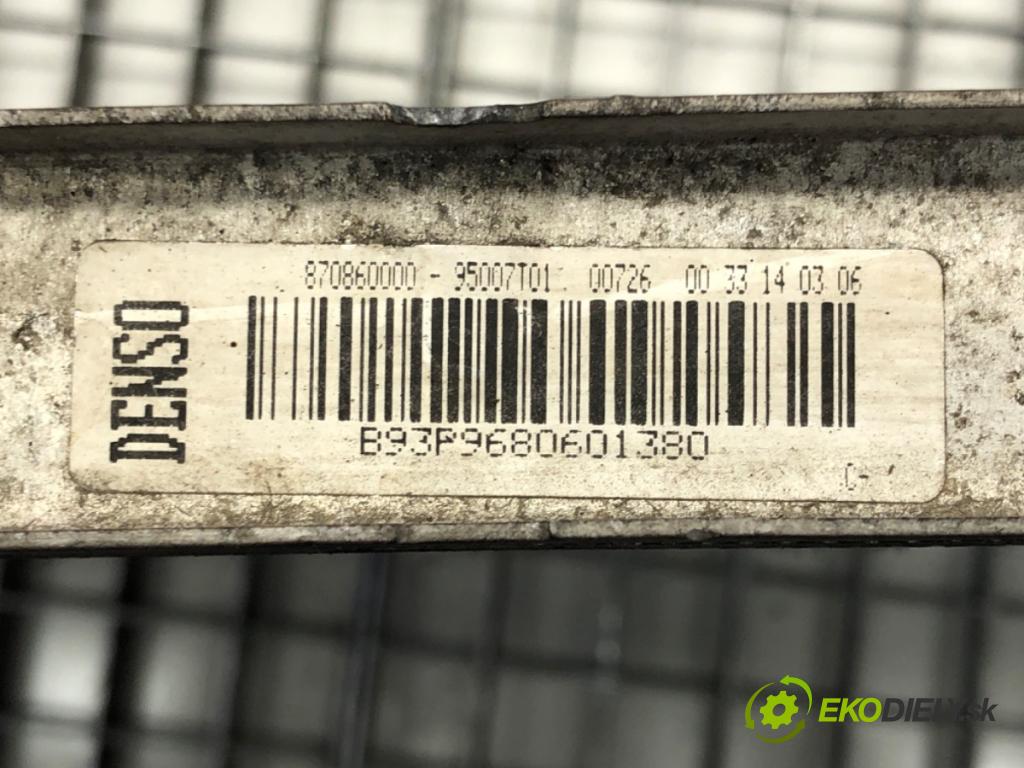 DENSO
870860000 - 95007T01 00726 00 33 14 03 06
B93P9680601380
C-
EKODIELY.sk